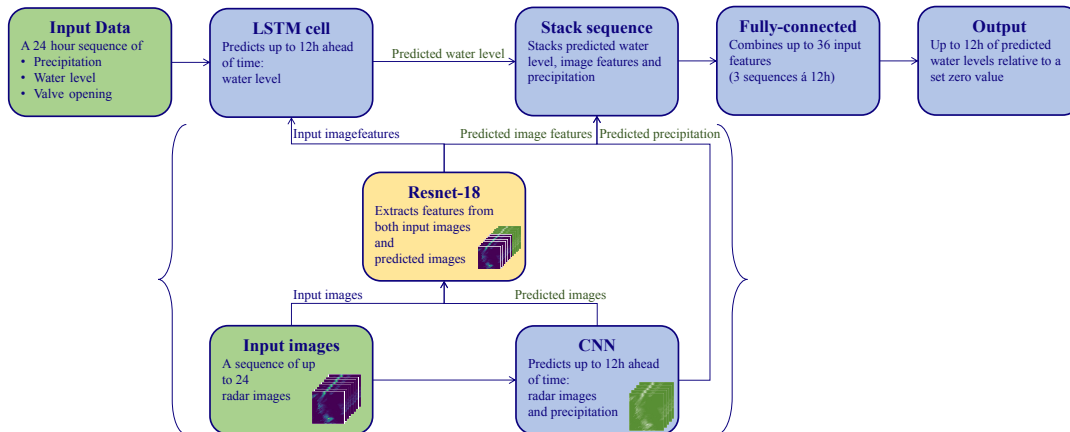 Input Data
A 24 hour sequence of
• Precipitation
• Water level
• Valve opening
LSTM cell
Predicts up to 12h ahead
of time:
water level
Predicted water level
Stack sequence
Stacks predicted water
level, image features and
precipitation
Fully-connected
Combines up to 36 input
features
(3 sequences á 12h)
Output
Up to 12h of predicted
water levels relative to a
set zero value
Input imagefeatures
Predicted image features
Predicted precipitation
Resnet-18
Extracts features from
both input images
and
predicted images
Input images
Predicted images
Input images
A sequence of up
to 24
radar images
CNN
Predicts up to 12h ahead
of time:
radar images
and precipitation